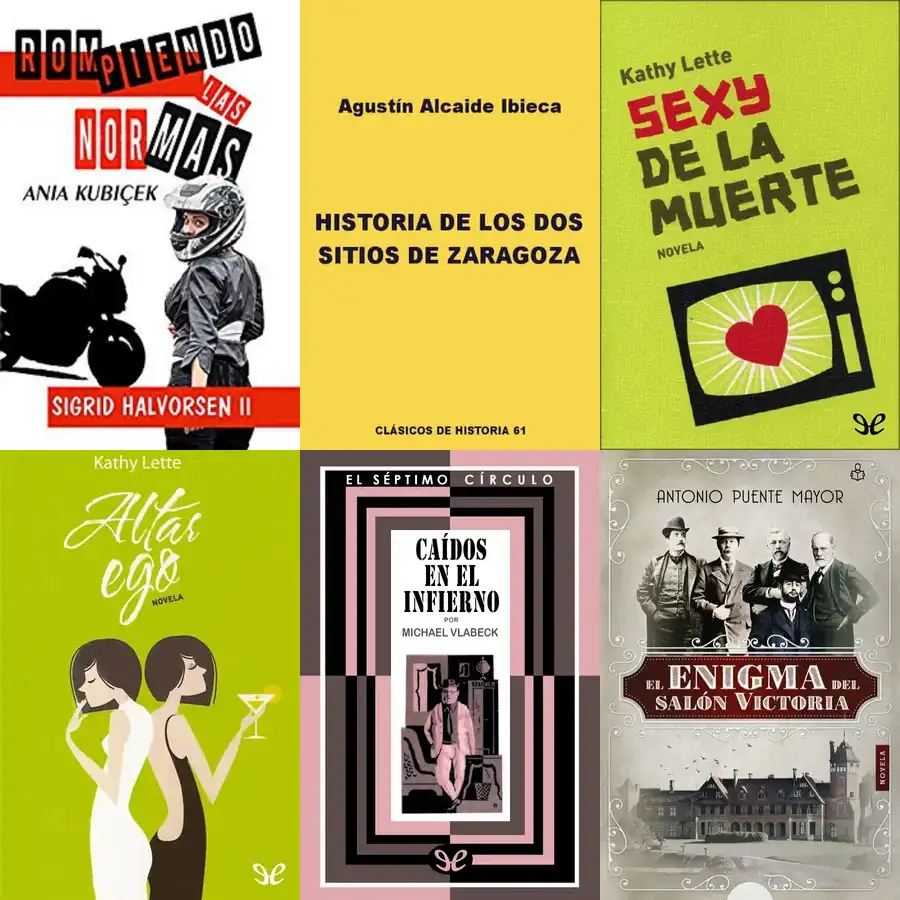 ROMPIENDO
LAS
NORMAS
ANIA KUBIÇEK
SIGRID HALVORSEN II
Agustín Alcaide Ibieca
HISTORIA DE LOS DOS
SITIOS DE ZARAGOZA
CLÁSICOS DE HISTORIA 61
Kathy Lette
SEXY
DE LA
MUERTE
NOVELA
Kathy Lette
Altar
ego
NOVELA
EL SÉPTIMO CÍRCULO
CAÍDOS
EN EL
INFIERNO
POR
MICHAEL VLABECK
ANTONIO PUENTE MAYOR
EL ENIGMA DEL
SALÓN VICTORIA
NOVELA